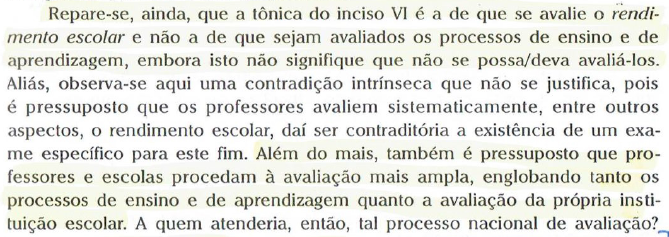 Repare-se, ainda, que a tônica do inciso VI é a de que se avalie o rendi-
mento escolar e não a de que sejam avaliados os processos de ensino e de
aprendizagem, embora isto não signifique que não se possa/deva avaliá-los.
Aliás, observa-se aqui uma contradição intrínseca que não se justifica, pois
é pressuposto que os professores avaliem sistematicamente, entre outros
aspectos, o rendimento escolar, daí ser contraditória a existência de um exa-
me específico para este fim. Além do mais, também é pressuposto que pro-
fessores e escolas procedam à avaliação mais ampla, englobando tanto os
processos de ensino e de aprendizagem quanto a avaliação da própria insti-
tuição escolar. A quem atenderia, então, tal processo nacional de avaliação?